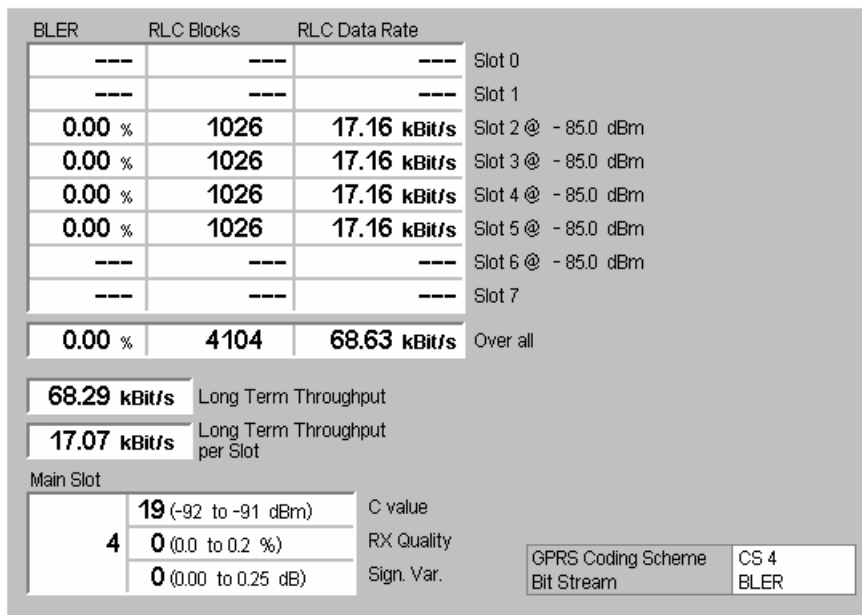 BLER RLC Blocks RLC Data Rate
--- --- --- Slot 0
--- --- --- Slot 1
0.00 % 1026 17.16 kBit/s Slot 2 @ - 85.0 dBm
0.00 % 1026 17.16 kBit/s Slot 3 @ - 85.0 dBm
0.00 % 1026 17.16 kBit/s Slot 4 @ - 85.0 dBm
0.00 % 1026 17.16 kBit/s Slot 5 @ - 85.0 dBm
--- --- --- Slot 6 @ - 85.0 dBm
--- --- --- Slot 7
0.00 % 4104 68.63 kBit/s Over all
68.29 kBit/s Long Term Throughput
17.07 kBit/s Long Term Throughput
per Slot
Main Slot
19 (-92 to -91 dBm) C value
4 0 (0.0 to 0.2 %) RX Quality
0 (0.00 to 0.25 dB) Sign. Var.
GPRS Coding Scheme CS 4
Bit Stream BLER